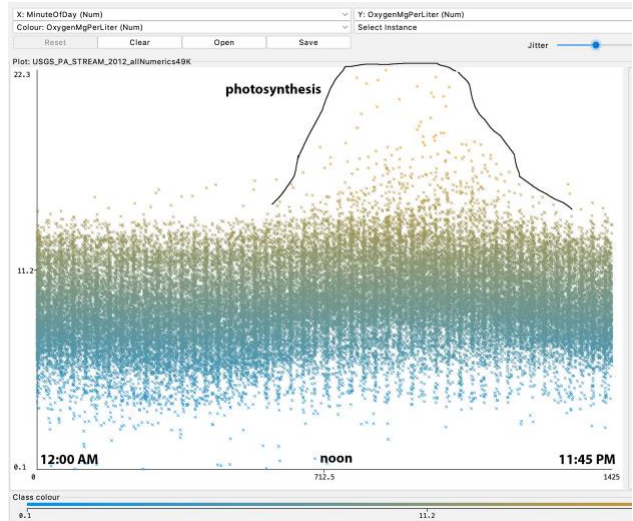 X: MinuteOfDay (Num) Y: OxygenMgPerLiter (Num)
Colour: OxygenMgPerLiter (Num) Select Instance
Reset Clear Open Save Jitter
Plot: USGS_PA_STREAM_2012_allNumerics49K
22.3
photosynthesis
11.2
12:00 AM noon 11:45 PM
0.1
0 712.5 1425
Class colour
0.1 11.2